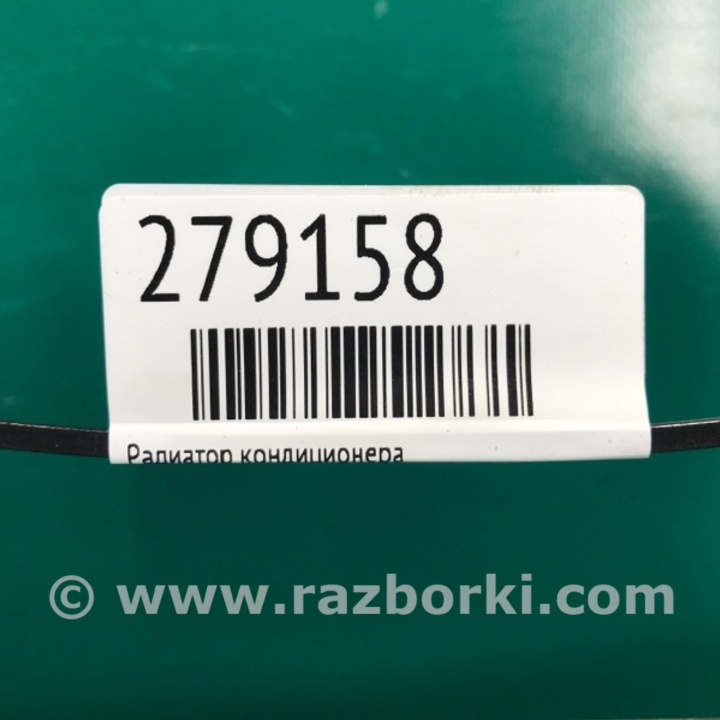 279158
Радиатор кондиционера
© www.razborki.com